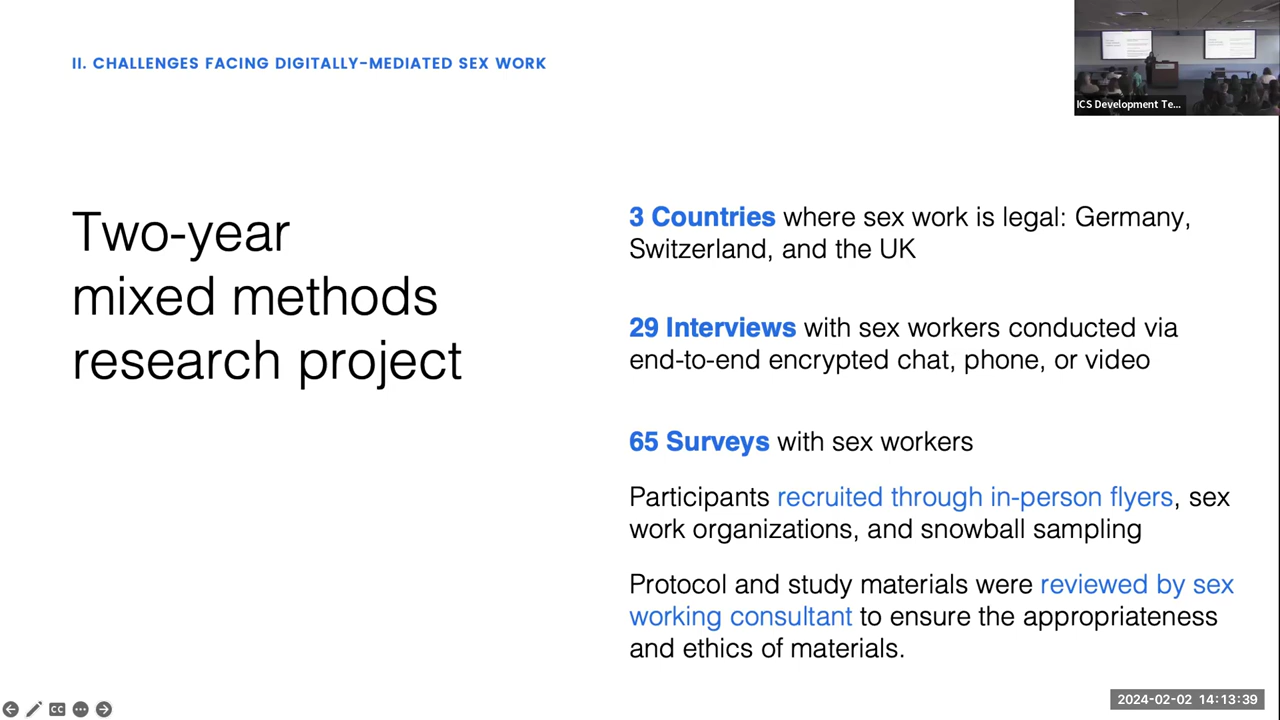 II. CHALLENGES FACING DIGITALLY-MEDIATED SEX WORK
ICS Development Te...
Two-year
mixed methods
research project
3 Countries where sex work is legal: Germany,
Switzerland, and the UK
29 Interviews with sex workers conducted via
end-to-end encrypted chat, phone, or video
65 Surveys with sex workers
Participants recruited through in-person flyers, sex
work organizations, and snowball sampling
Protocol and study materials were reviewed by sex
working consultant to ensure the appropriateness
and ethics of materials.
CC
2024-02-02 14:13:39